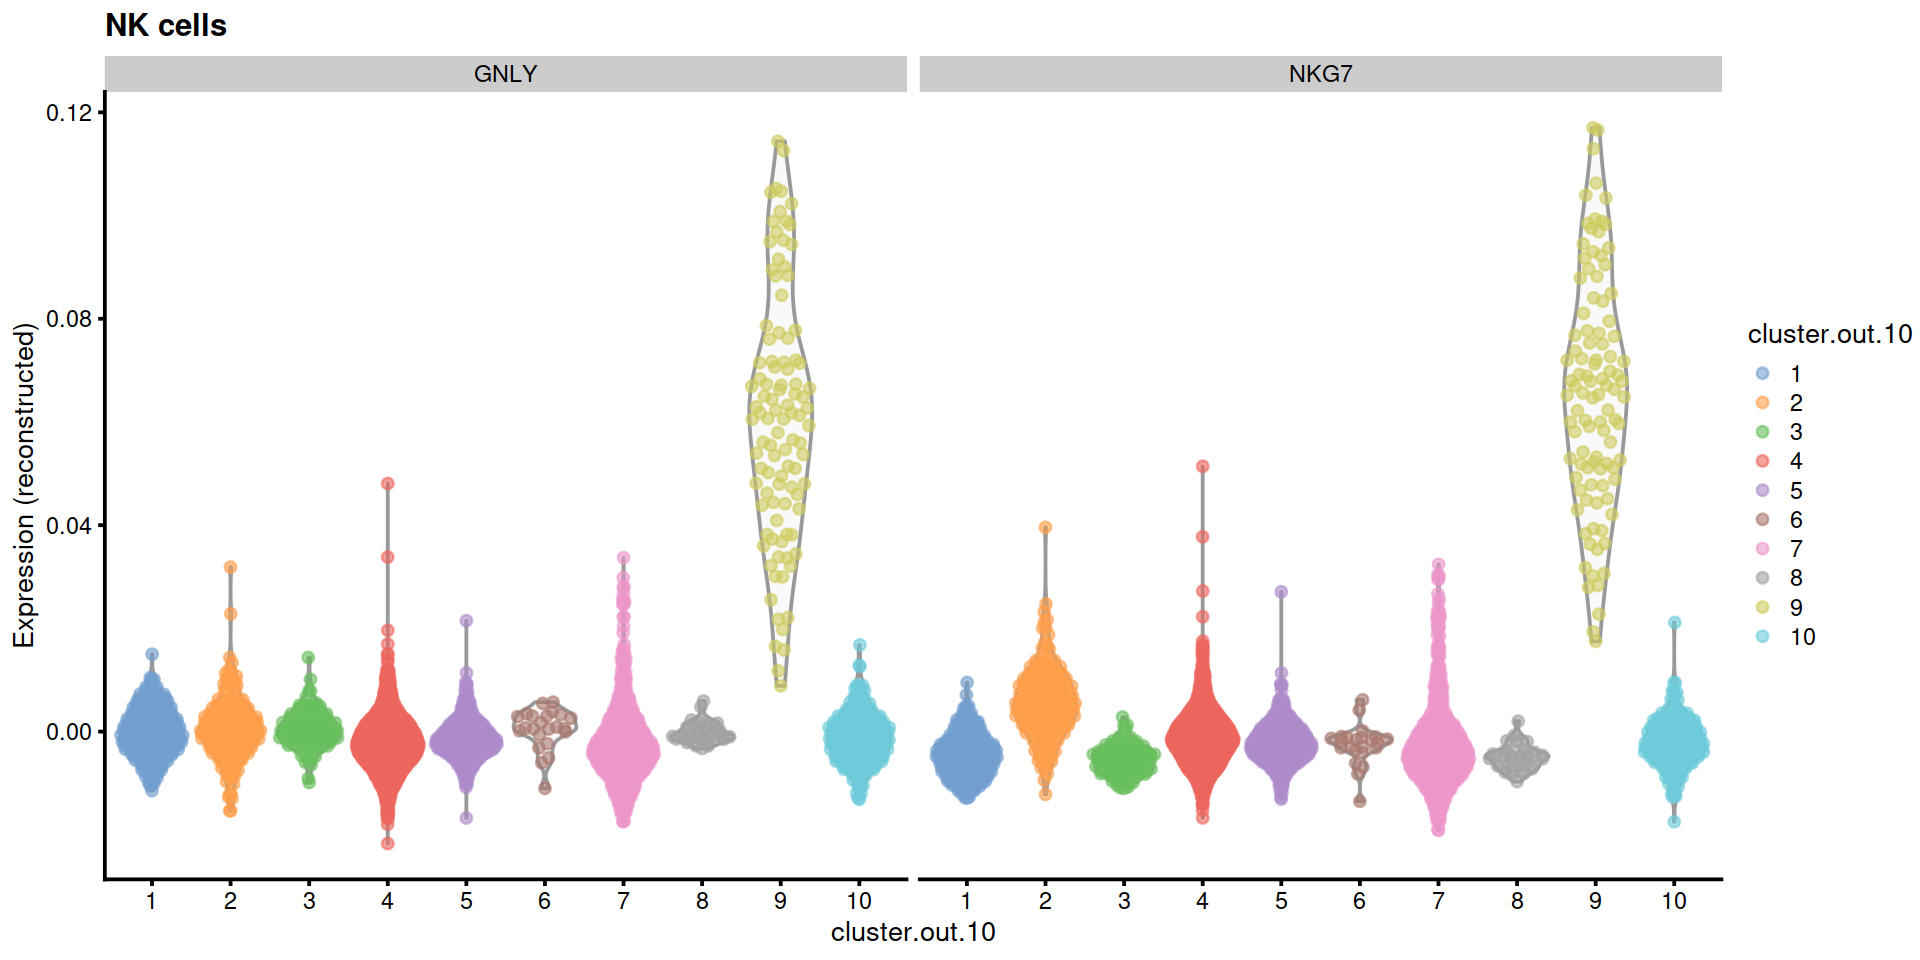 NK cells
GNLY
NKG7
0.12
0.08
0.04
0.00
Expression (reconstructed)
1 2 3 4 5 6 7 8 9 10
1 2 3 4 5 6 7 8 9 10
cluster.out.10
cluster.out.10
1
2
3
4
5
6
7
8
9
10